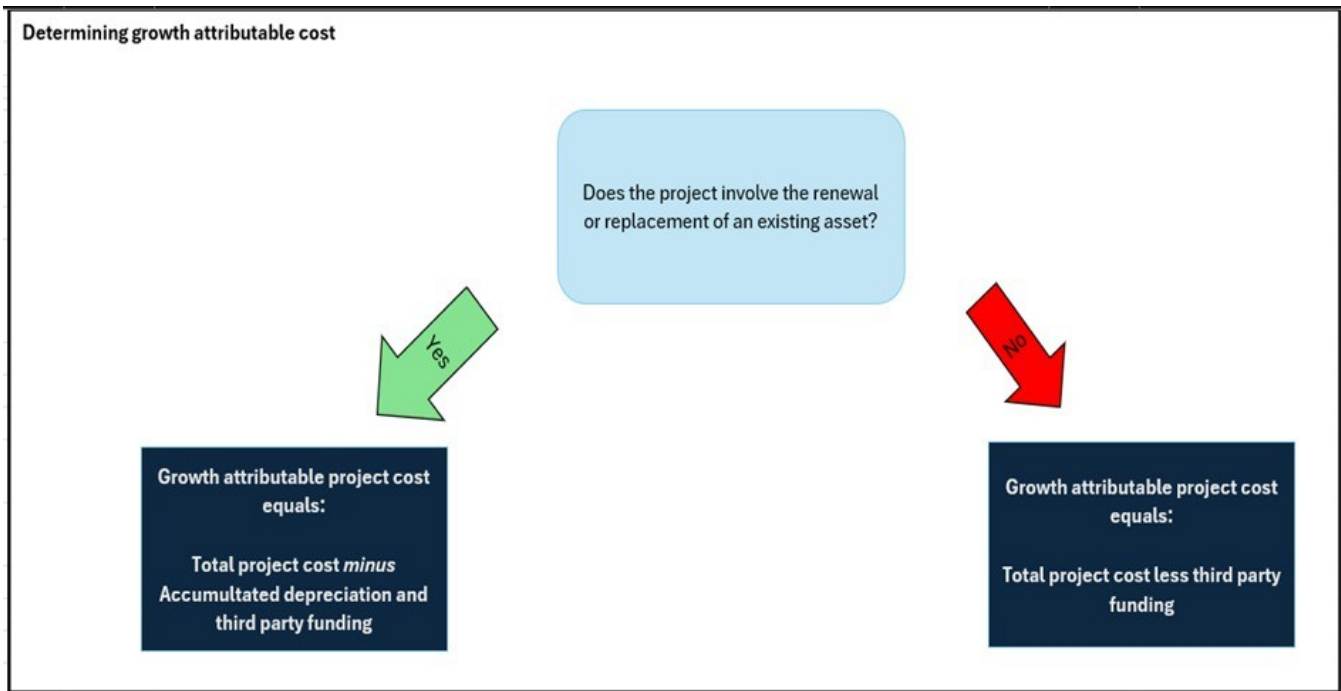 Determining growth attributable cost
Does the project involve the renewal
or replacement of an existing asset?
Yes
No
Growth attributable project cost
equals:
Total project cost minus
Accumultated depreciation and
third party funding
Growth attributable project cost
equals:
Total project cost less third party
funding